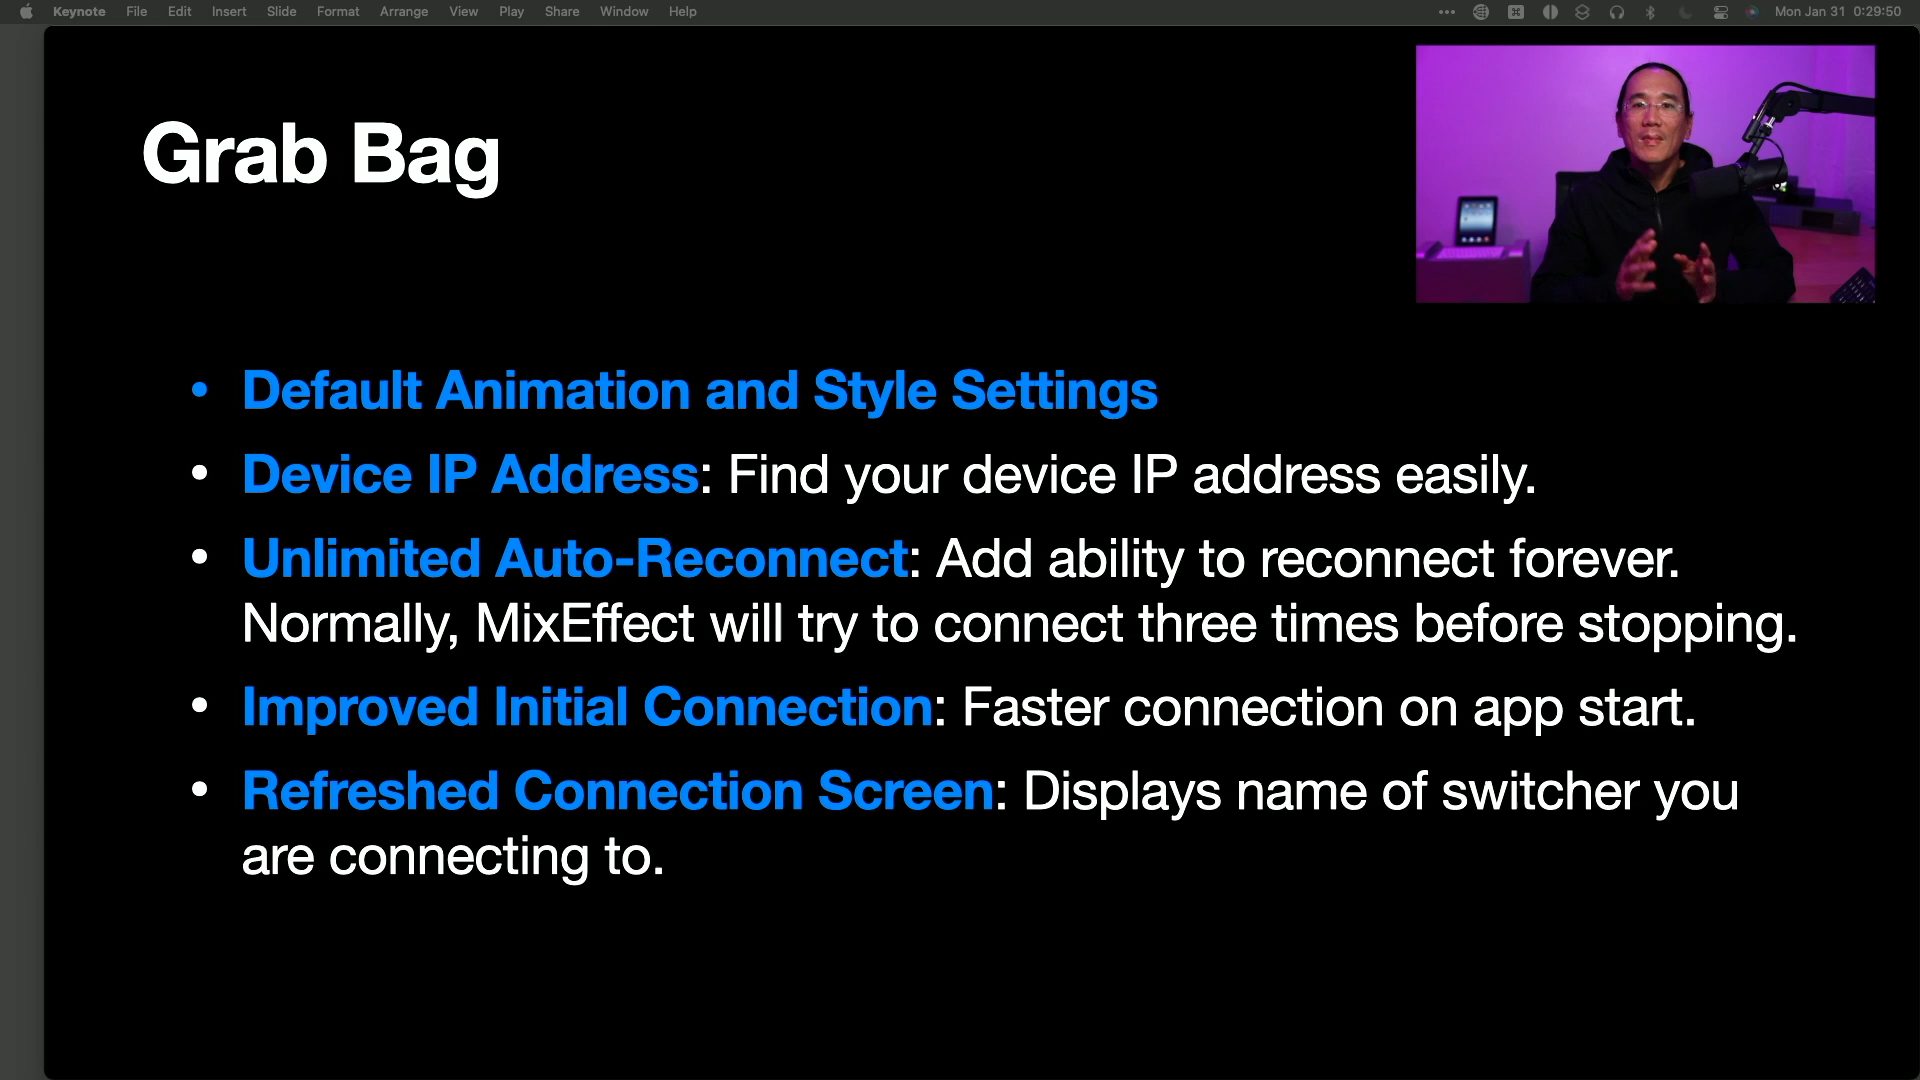 Keynote File Edit Insert Slide Format Arrange View Play Share Window Help Mon Jan 31 0:29:50
Grab Bag
• Default Animation and Style Settings
• Device IP Address: Find your device IP address easily.
• Unlimited Auto-Reconnect: Add ability to reconnect forever.
Normally, MixEffect will try to connect three times before stopping.
• Improved Initial Connection: Faster connection on app start.
• Refreshed Connection Screen: Displays name of switcher you
are connecting to.